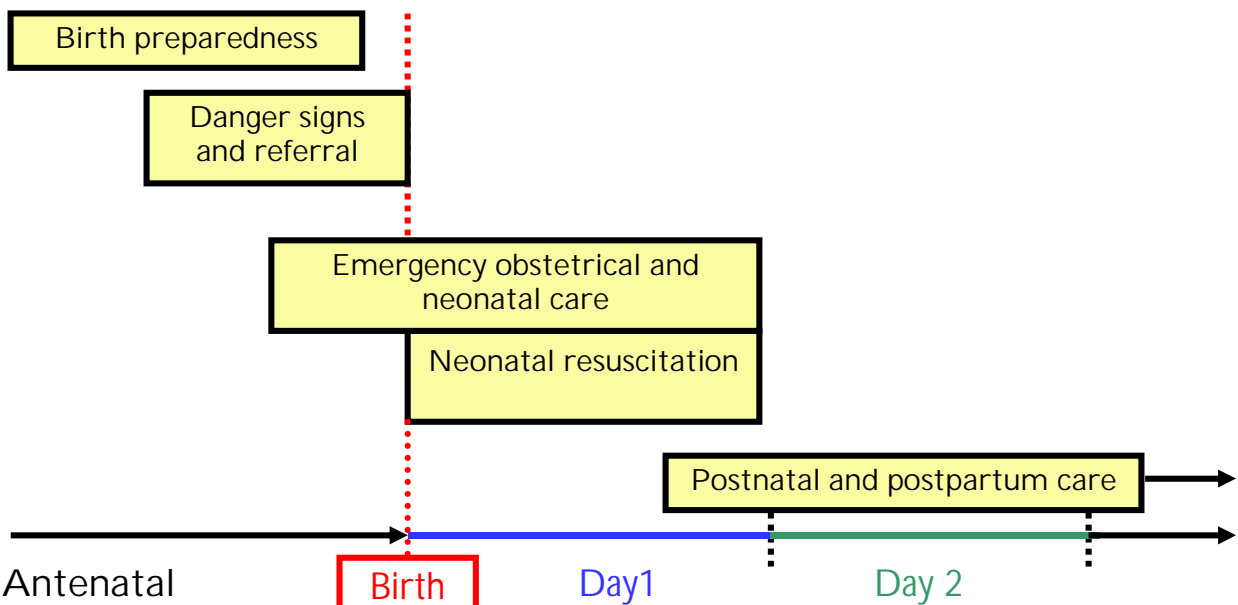 Birth preparedness
Danger signs
and referral
Emergency obstetrical and
neonatal care
Neonatal resuscitation
Postnatal and postpartum care
Antenatal
Birth
Day1
Day 2